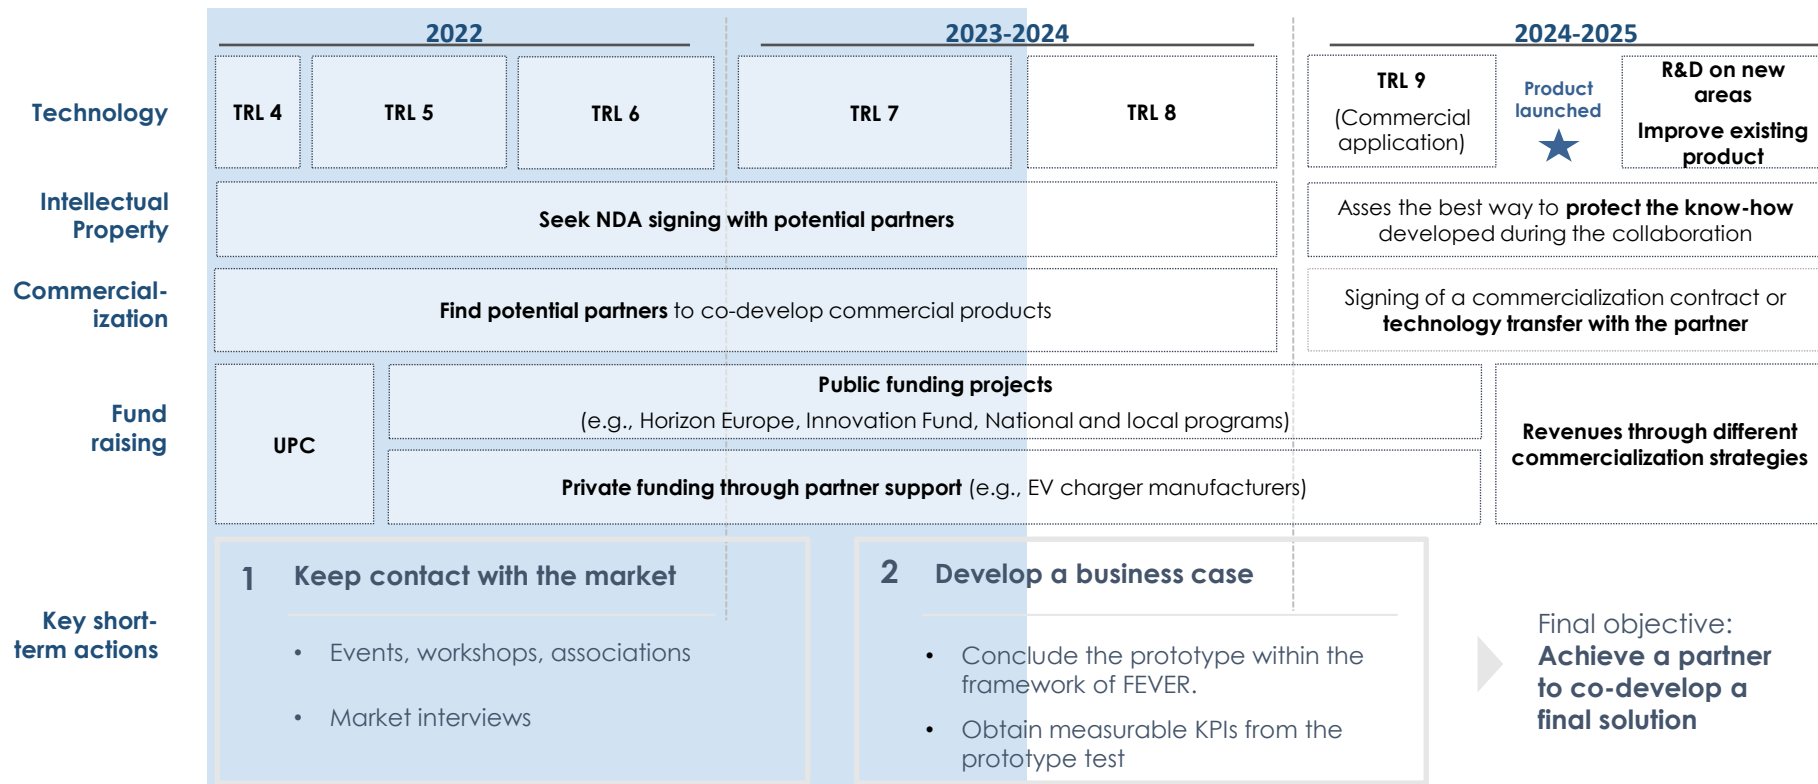 2022
2023-2024
2024-2025
Technology
TRL 4
TRL 5
TRL 6
TRL 7
TRL 8
TRL 9
(Commercial
application)
Product
launched
R&D on new
areas
Improve existing
product
Intellectual
Property
Seek NDA signing with potential partners
Asses the best way to protect the know-how
developed during the collaboration
Commercial-
ization
Find potential partners to co-develop commercial products
Signing of a commercialization contract or
technology transfer with the partner
Fund
raising
UPC
Public funding projects
(e.g., Horizon Europe, Innovation Fund, National and local programs)
Private funding through partner support (e.g., EV charger manufacturers)
Revenues through different
commercialization strategies
Key short-
term actions
1 Keep contact with the market
• Events, workshops, associations
• Market interviews
2 Develop a business case
• Conclude the prototype within the
framework of FEVER.
• Obtain measurable KPIs from the
prototype test
Final objective:
Achieve a partner
to co-develop a
final solution